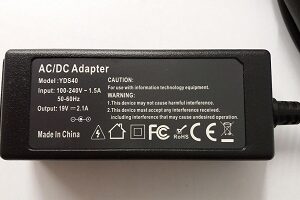 AC/DC Adapter
Model: YDS40
Input: 100-240V ~ 1.5A
50-60Hz
Output: 19V ⎓ 2.1A
CAUTION:
For use with information technology equipment.
WARNING:
1.This device may not cause harmful interference.
2.This device must accept any interference received.
including interference that may cause undesired operation.
Made In China
FC CE
RoHS